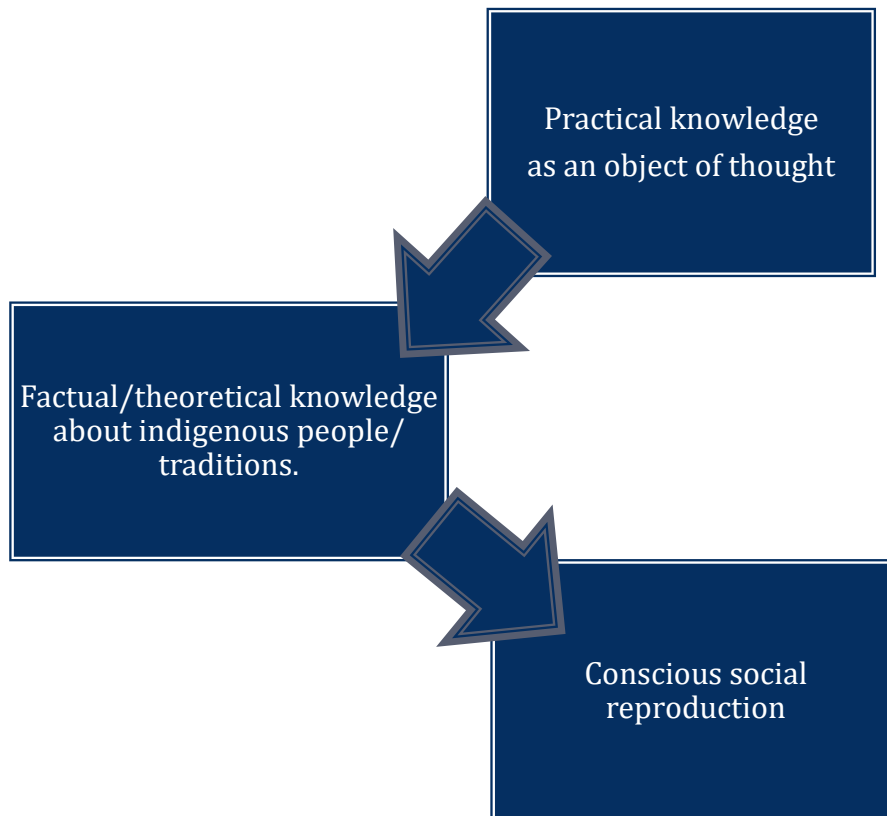 Practical knowledge
as an object of thought
Factual/theoretical knowledge
about indigenous people/
traditions.
Conscious social
reproduction